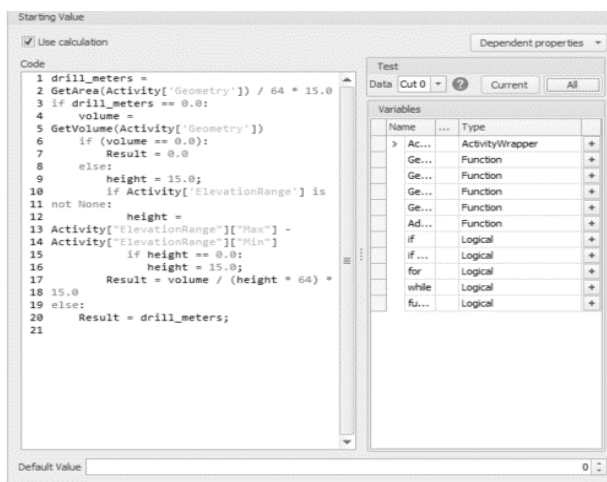 Starting Value
Use calculation
Dependent properties
Code
1 drill_meters =
2 GetArea(Activity['Geometry']) / 64 * 15.0
3 if drill_meters == 0.0:
4 volume =
5 GetVolume(Activity['Geometry'])
6 if (volume == 0.0):
7 Result = 0.0
8 else:
9 height = 15.0;
10 if Activity['ElevationRange'] is
11 not None:
12 height =
13 Activity["ElevationRange"]["Max"] -
14 Activity["ElevationRange"]["Min"]
15 if height == 0.0:
16 height = 15.0;
17 Result = volume / (height * 64) *
18 15.0
19 else:
20 Result = drill_meters;
21
Test
Data Cut 0 ? Current All
Variables
Name ... Type
> Ac... ActivityWrapper +
Ge... Function +
Ge... Function +
Ge... Function +
Ge... Function +
Ad... Function +
if Logical +
if ... Logical +
for Logical +
while Logical +
fu... Logical +
Default Value 0